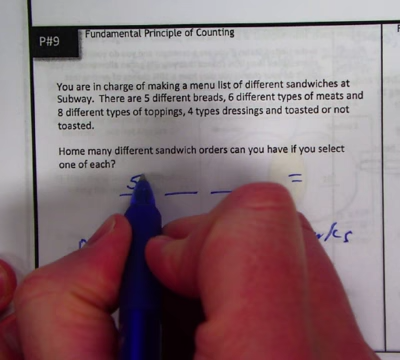 P#9
Fundamental Principle of Counting
You are in charge of making a menu list of different sandwiches at
Subway. There are 5 different breads, 6 different types of meats and
8 different types of toppings, 4 types dressings and toasted or not
toasted.
Home many different sandwich orders can you have if you select
one of each?
5 _ _ =